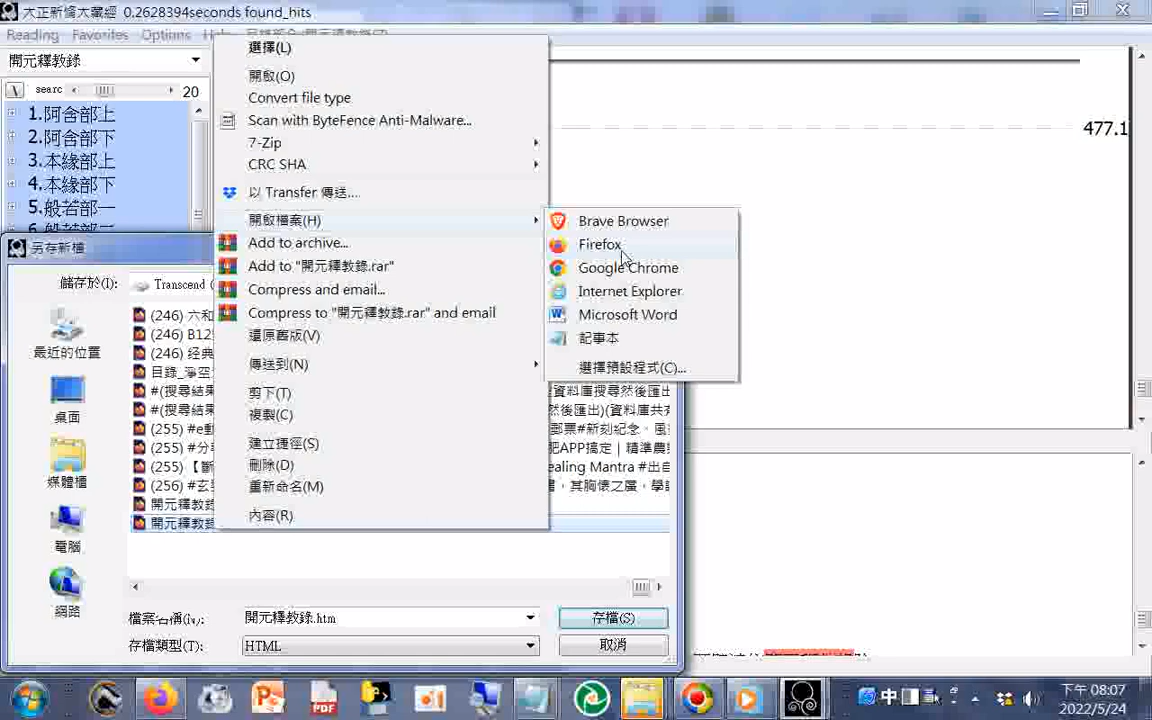 大正新脩大藏經 0.2628394seconds found_hits
Reading Favorites Options
開元釋教錄
searc 20
1.阿含部上
2.阿含部下
3.本緣部上
4.本緣部下
5.般若部一
477.1
另存新檔
儲存於(I): Transcend (
最近的位置
桌面
媒體櫃
電腦
網路
(246) 六和
(246) B12
(246) 经典
目錄_淨空
#(搜尋結果
#(搜尋結果
(255) #e動
(255) #分
(255) 【斷
(256) #玄
開元釋教
開元釋教
料庫搜尋然後匯出)
然後匯出)(資料庫共
郵票#新刻紀念
肥APP搞定｜精準農
ealing Mantra #出自
，其胸懷之廣，學
檔案名稱(N): 開元釋教錄.htm
存檔類型(T): HTML
存檔(S)
取消
選擇(L)
開啟(O)
Convert file type
Scan with ByteFence Anti-Malware...
7-Zip
CRC SHA
以 Transfer 傳送...
開啟檔案(H)
Add to archive...
Add to "開元釋教錄.rar"
Compress and email...
Compress to "開元釋教錄.rar" and email
還原舊版(V)
傳送到(N)
剪下(T)
複製(C)
建立捷徑(S)
刪除(D)
重新命名(M)
內容(R)
Brave Browser
Firefox
Google Chrome
Internet Explorer
Microsoft Word
記事本
選擇預設程式(C)...
中
下午 08:07
2022/5/24